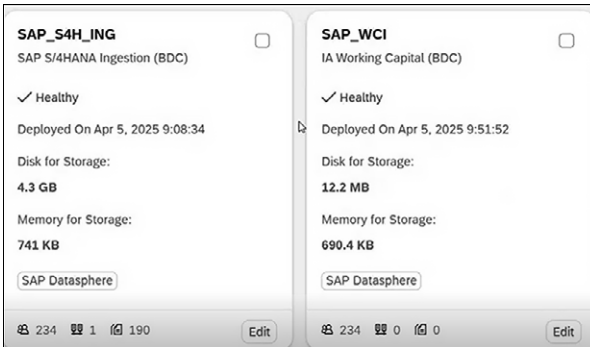 SAP_S4H_ING
SAP S/4HANA Ingestion (BDC)
Healthy
Deployed On Apr 5, 2025 9:08:34
Disk for Storage:
4.3 GB
Memory for Storage:
741 KB
SAP Datasphere
234 1 190 Edit
SAP_WCI
IA Working Capital (BDC)
Healthy
Deployed On Apr 5, 2025 9:51:52
Disk for Storage:
12.2 MB
Memory for Storage:
690.4 KB
SAP Datasphere
234 0 0 Edit